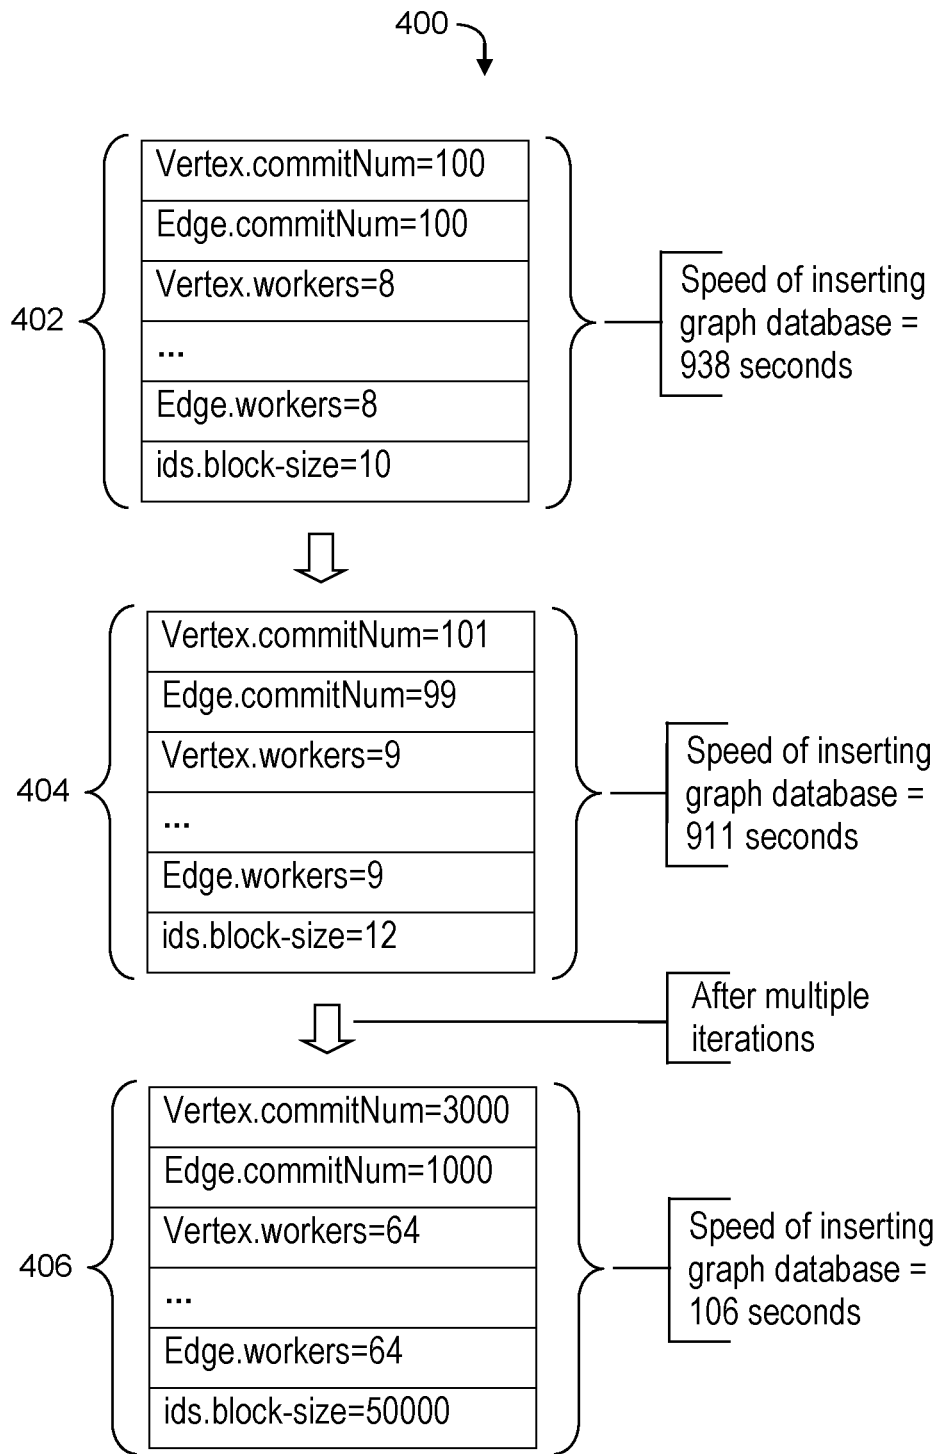 400
Vertex.commitNum=100
Edge.commitNum=100
Vertex.workers=8
...
Edge.workers=8
ids.block-size=10
402
Speed of inserting
graph database =
938 seconds
Vertex.commitNum=101
Edge.commitNum=99
Vertex.workers=9
...
Edge.workers=9
ids.block-size=12
404
Speed of inserting
graph database =
911 seconds
After multiple
iterations
Vertex.commitNum=3000
Edge.commitNum=1000
Vertex.workers=64
...
Edge.workers=64
ids.block-size=50000
406
Speed of inserting
graph database =
106 seconds